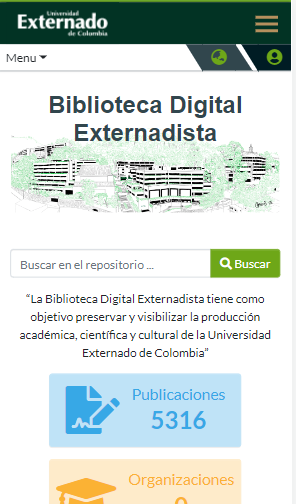 Universidad
Externado
de Colombia
Menu
Biblioteca Digital
Externadista
Buscar en el repositorio ...
Buscar
“La Biblioteca Digital Externadista tiene como
objetivo preservar y visibilizar la producción
académica, científica y cultural de la Universidad
Externado de Colombia”
Publicaciones
5316
Organizaciones